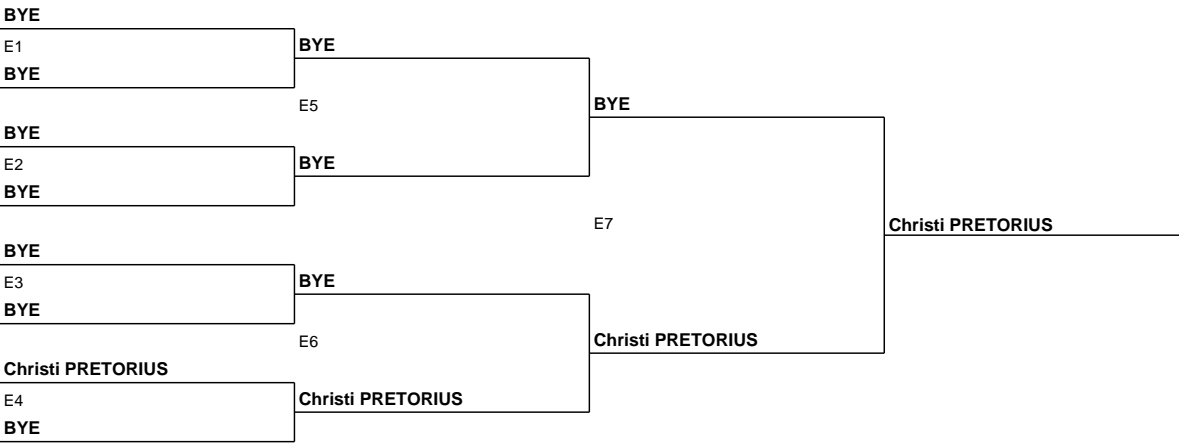 BYE
E1
BYE
BYE
E5
BYE
BYE
E2
BYE
BYE
E7
Christi PRETORIUS
BYE
E3
BYE
BYE
E6
Christi PRETORIUS
Christi PRETORIUS
E4
Christi PRETORIUS
BYE